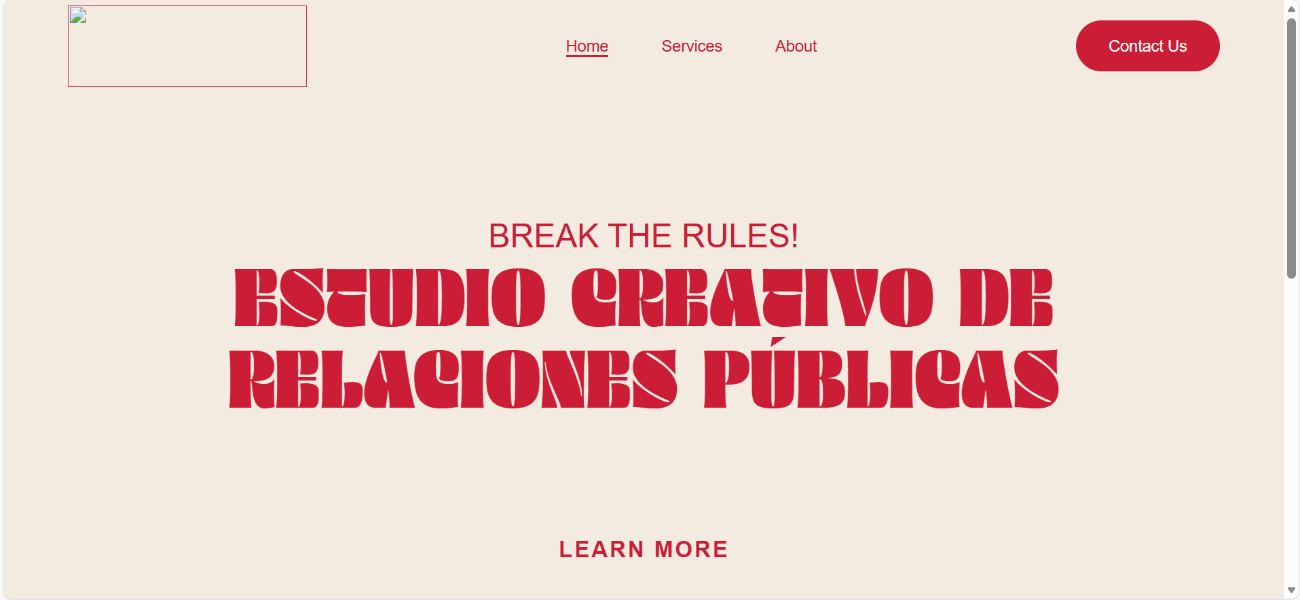 Home
Services
About
Contact Us
BREAK THE RULES!
ESTUDIO CREATIVO DE
RELACIONES PÚBLICAS
LEARN MORE